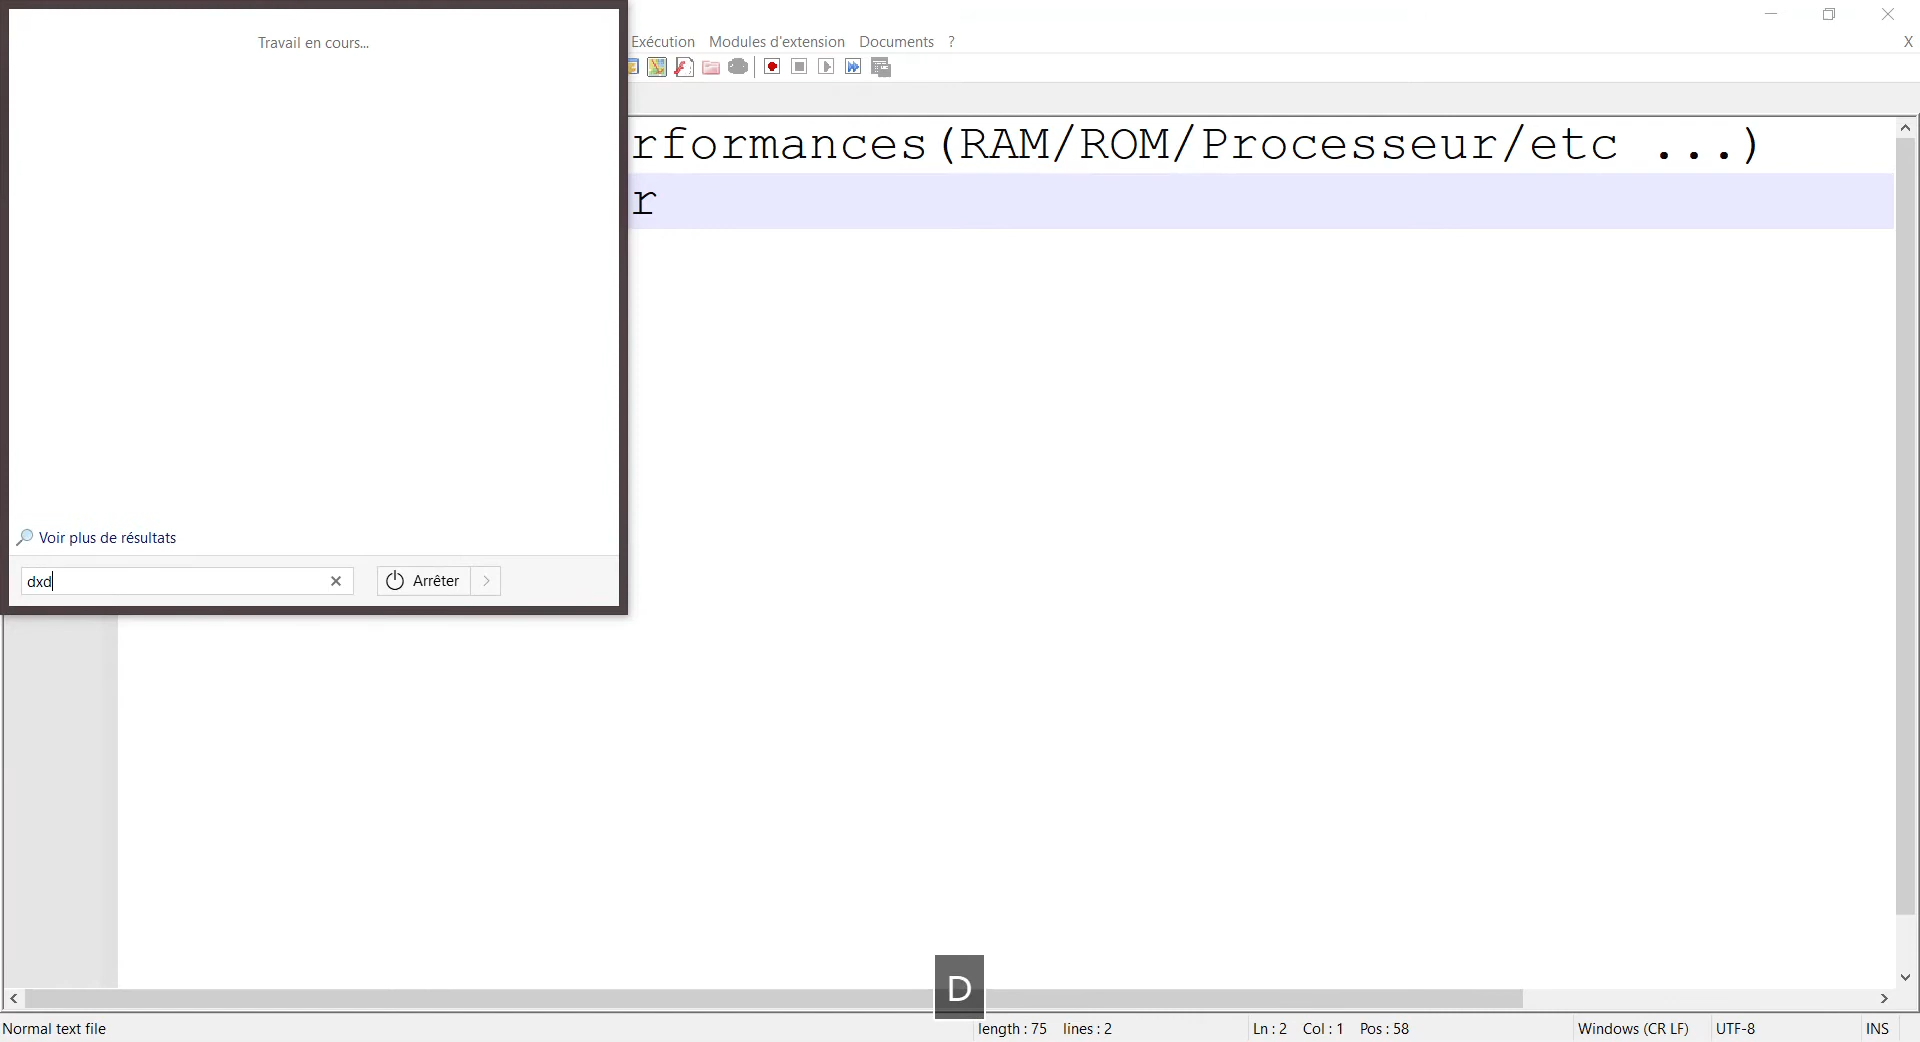 Travail en cours...
Voir plus de résultats
dxd
Arrêter
Exécution Modules d'extension Documents ? X
rformances(RAM/ROM/Processeur/etc ...)
r
D
Normal text file length : 75 lines : 2 Ln : 2 Col : 1 Pos : 58 Windows (CR LF) UTF-8 INS